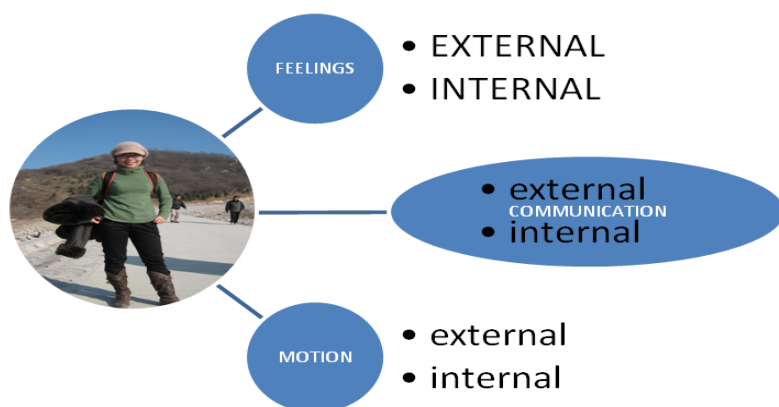 FEELINGS
• EXTERNAL
• INTERNAL
COMMUNICATION
• external
• internal
MOTION
• external
• internal